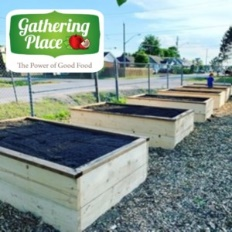 Gathering
Place
The Power of Good Food